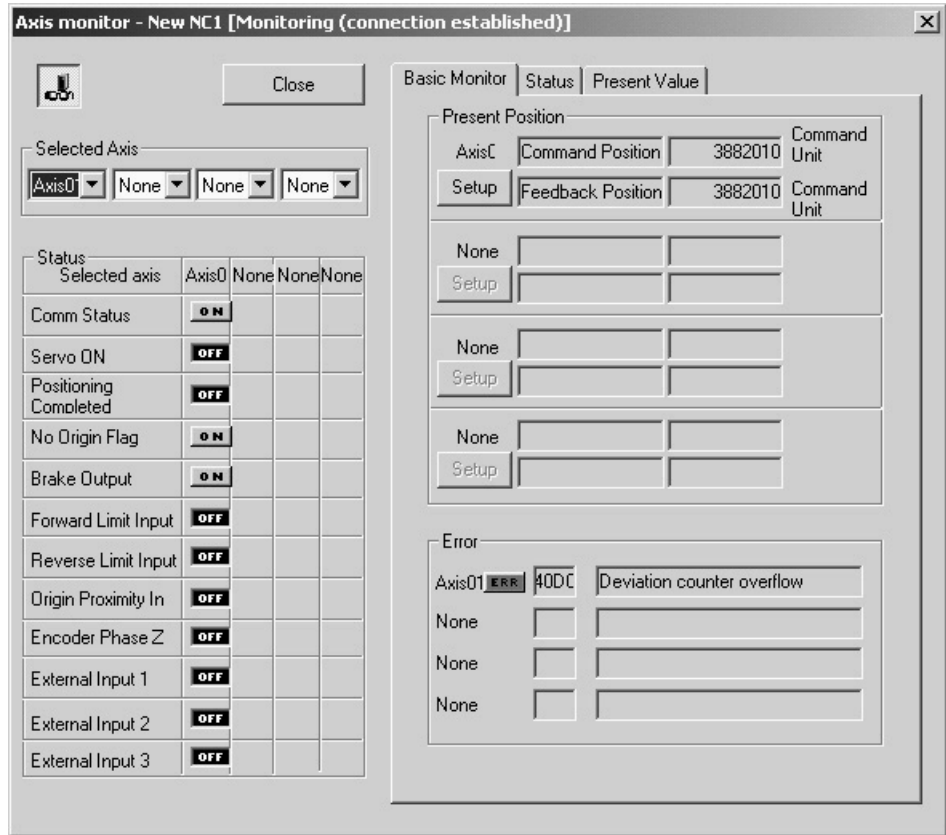 Axis monitor - New NC1 [Monitoring (connection established)]
Close
Selected Axis
Axis01 None None None
Status
Selected axis Axis0 None None None
Comm Status ON
Servo ON OFF
Positioning
Completed OFF
No Origin Flag ON
Brake Output ON
Forward Limit Input OFF
Reverse Limit Input OFF
Origin Proximity In OFF
Encoder Phase Z OFF
External Input 1 OFF
External Input 2 OFF
External Input 3 OFF
Basic Monitor Status Present Value
Present Position
Axis0 Command Position 3882010 Command
Unit
Setup Feedback Position 3882010 Command
Unit
None
Setup
None
Setup
None
Setup
Error
Axis01 ERR 40D0 Deviation counter overflow
None
None
None